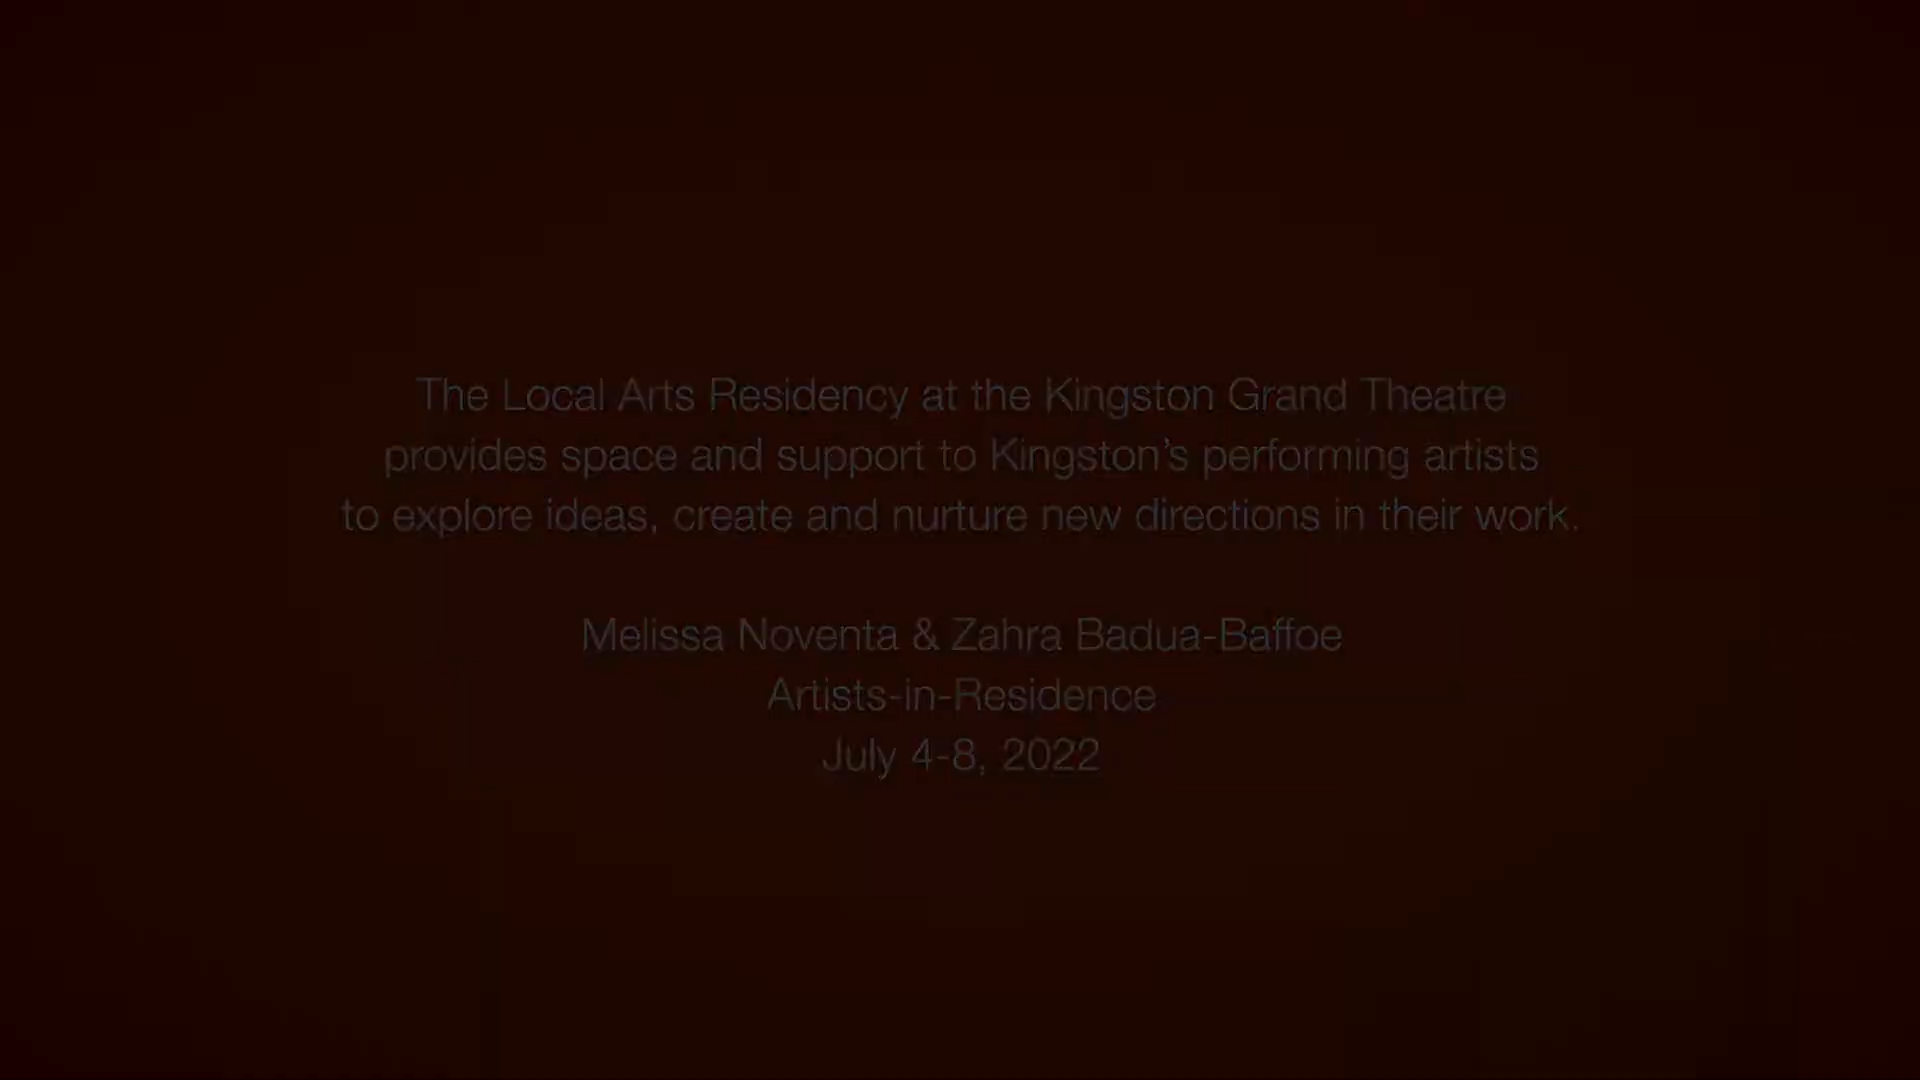 The Local Arts Residency at the Kingston Grand Theatre
provides space and support to Kingston’s performing artists
to explore ideas, create and nurture new directions in their work.
Melissa Noventa & Zahra Badua-Baffoe
Artists-in-Residence
July 4-8, 2022